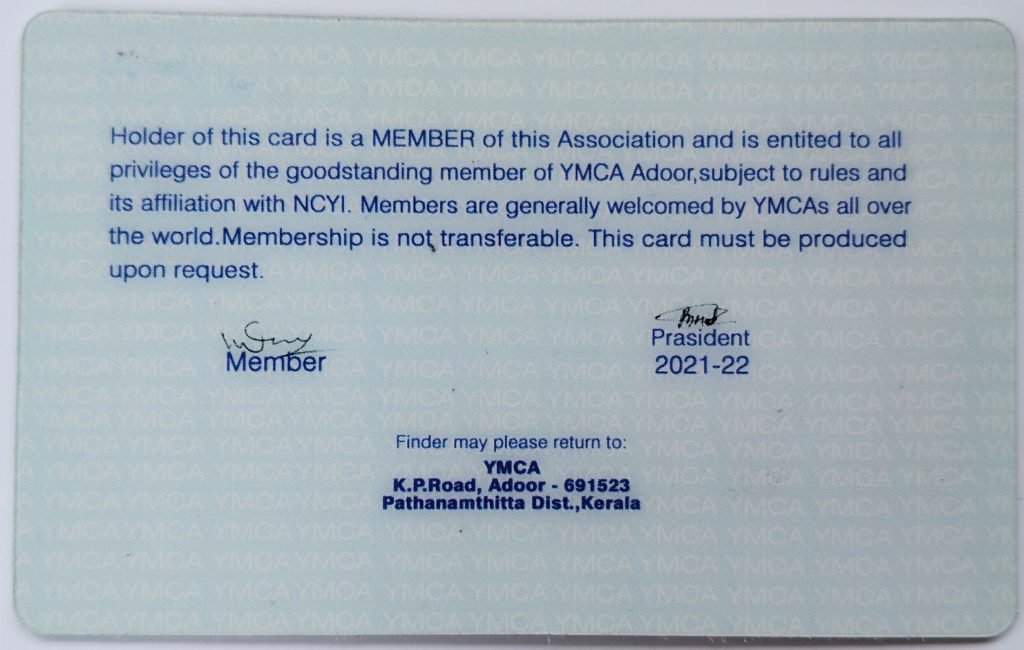 Holder of this card is a MEMBER of this Association and is entited to all
privileges of the goodstanding member of YMCA Adoor,subject to rules and
its affiliation with NCYI. Members are generally welcomed by YMCAs all over
the world.Membership is not transferable. This card must be produced
upon request.
Member
Prasident
2021-22
Finder may please return to:
YMCA
K.P.Road, Adoor - 691523
Pathanamthitta Dist.,Kerala